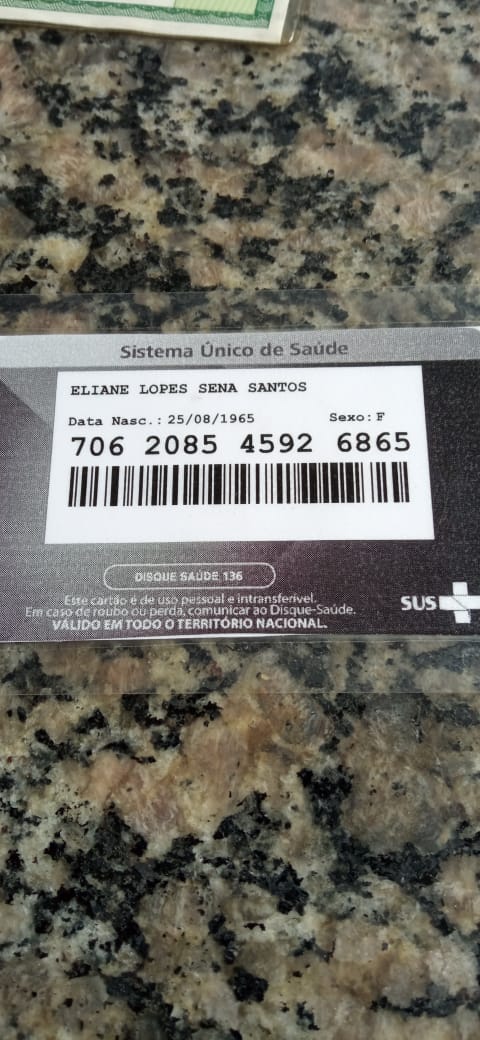 Sistema Único de Saúde
ELIANE LOPES SENA SANTOS
Data Nasc.: 25/08/1965 Sexo: F
706 2085 4592 6865
DISQUE SAÚDE 136
Este cartão é de uso pessoal e intransferível.
Em caso de roubo ou perda, comunicar ao Disque-Saúde.
VÁLIDO EM TODO O TERRITÓRIO NACIONAL.
SUS